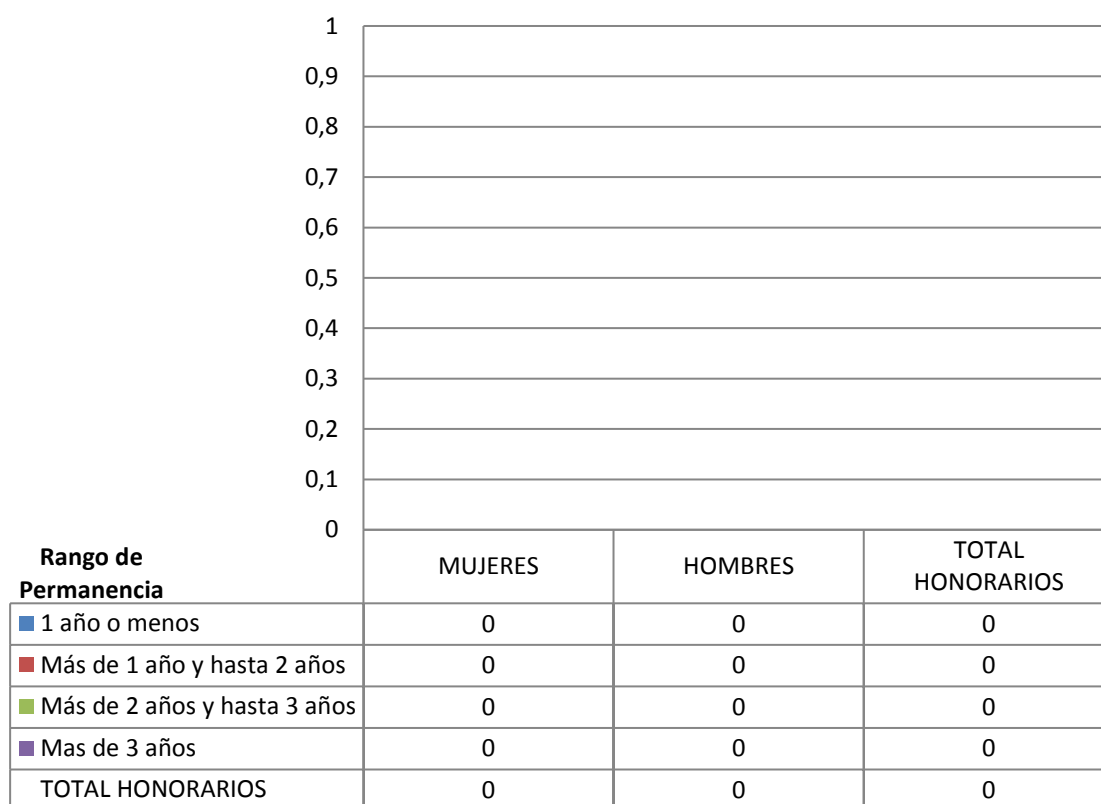 1
0,9
0,8
0,7
0,6
0,5
0,4
0,3
0,2
0,1
0
Rango de
Permanencia
MUJERES
HOMBRES
TOTAL
HONORARIOS
1 año o menos 0 0 0
Más de 1 año y hasta 2 años 0 0 0
Más de 2 años y hasta 3 años 0 0 0
Mas de 3 años 0 0 0
TOTAL HONORARIOS 0 0 0